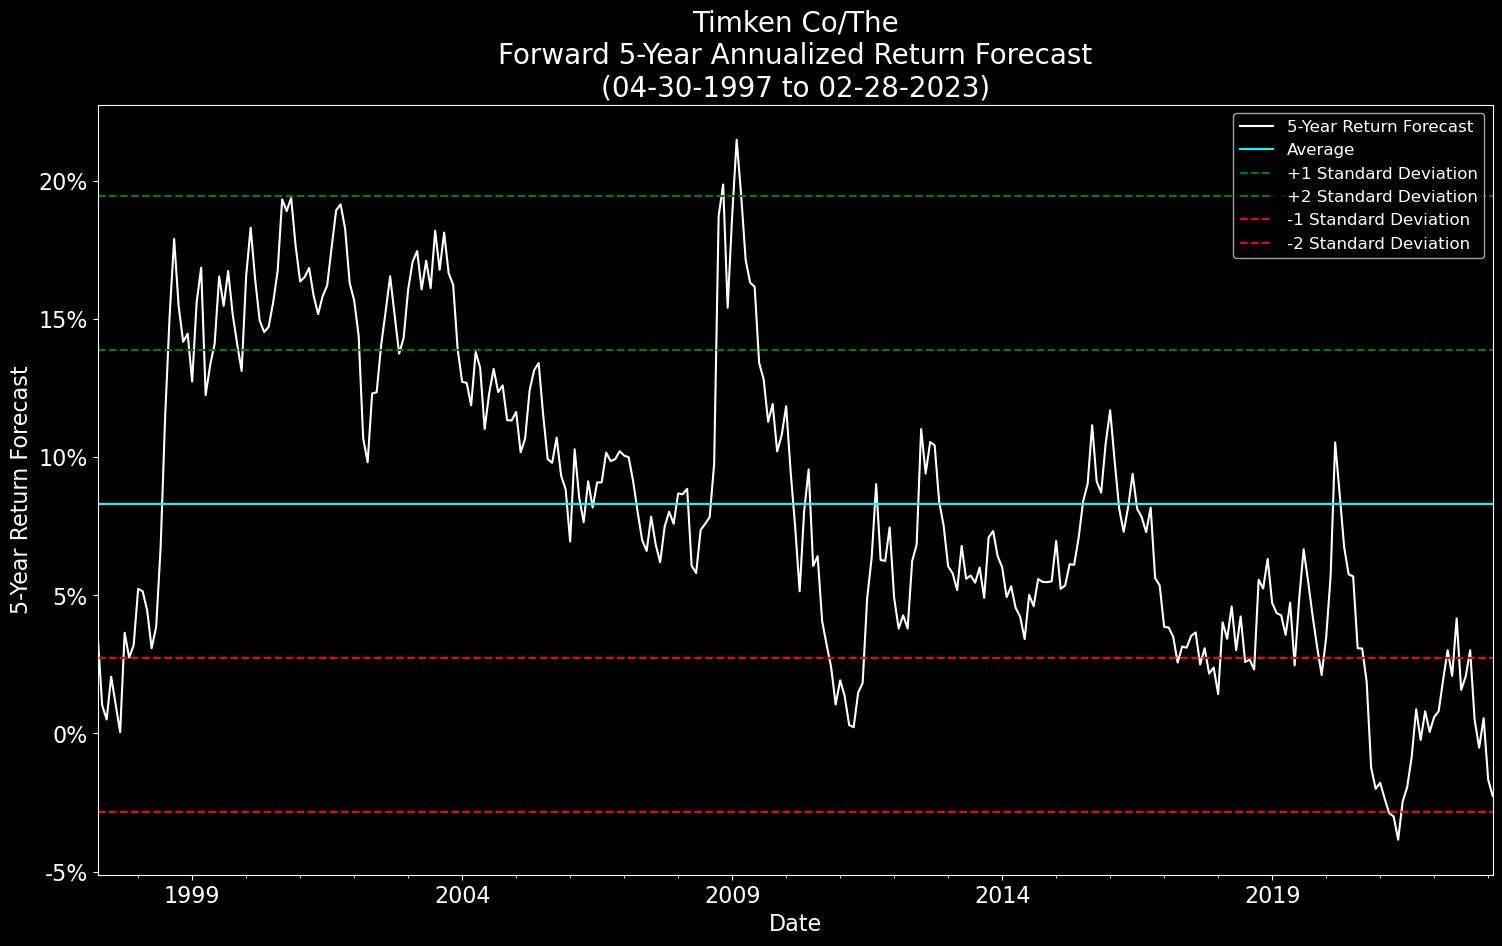 Timken Co/The
Forward 5-Year Annualized Return Forecast
(04-30-1997 to 02-28-2023)
5-Year Return Forecast
Average
+1 Standard Deviation
+2 Standard Deviation
-1 Standard Deviation
-2 Standard Deviation
5-Year Return Forecast
20%
15%
10%
5%
0%
-5%
1999
2004
2009
2014
2019
Date